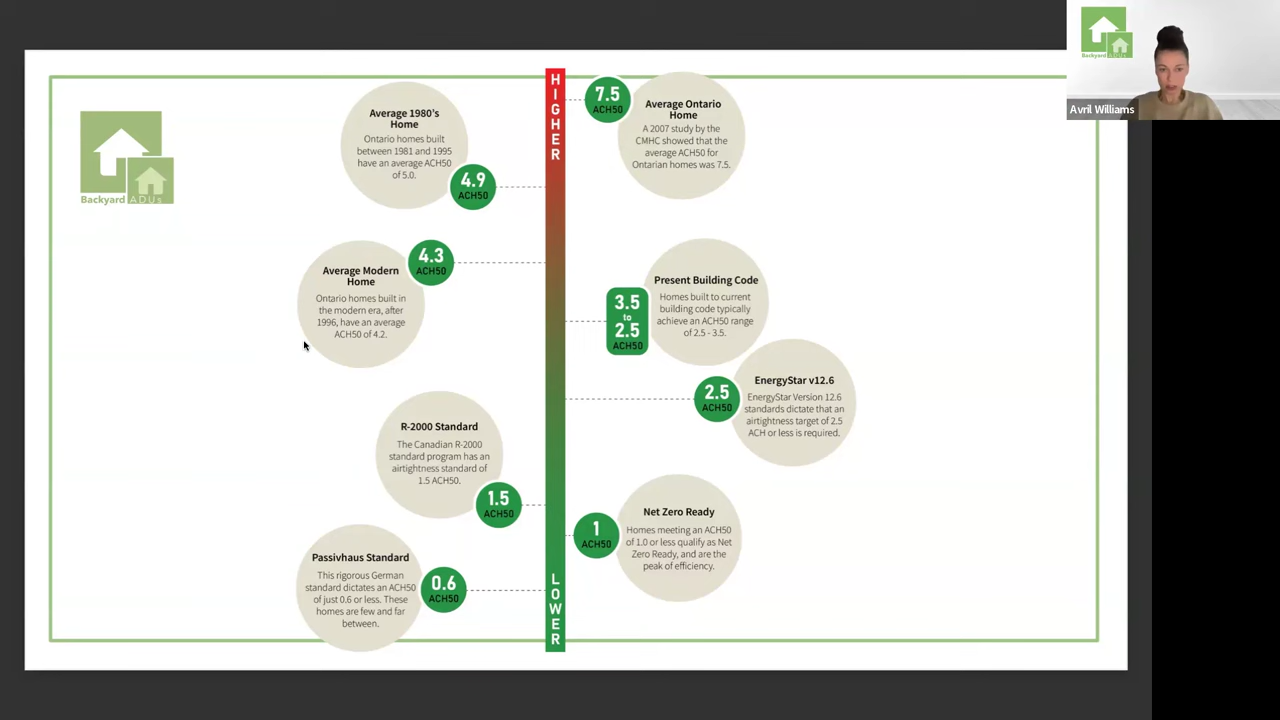 Backyard ADUs
Average 1980's
Home
Ontario homes built
between 1981 and 1995
have an average ACH50
of 5.0.
4.9
ACH50
HIGHER
7.5
ACH50
Average Ontario
Home
A 2007 study by the
CMHC showed that the
average ACH50 for
Ontarian homes was 7.5.
Average Modern
Home
Ontario homes built in
the modern era, after
1996, have an average
ACH50 of 4.2.
4.3
ACH50
3.5
to
2.5
ACH50
Present Building Code
Homes built to current
building code typically
achieve an ACH50 range
of 2.5 - 3.5.
2.5
ACH50
EnergyStar v12.6
EnergyStar Version 12.6
standards dictate that an
airtightness target of 2.5
ACH or less is required.
R-2000 Standard
The Canadian R-2000
standard program has an
airtightness standard of
1.5 ACH50.
1.5
ACH50
1
ACH50
Net Zero Ready
Homes meeting an ACH50
of 1.0 or less qualify as Net
Zero Ready, and are the
peak of efficiency.
Passivhaus Standard
This rigorous German
standard dictates an ACH50
of just 0.6 or less. These
homes are few and far
between.
0.6
ACH50
LOWER
Backyard ADUs
Avril Williams